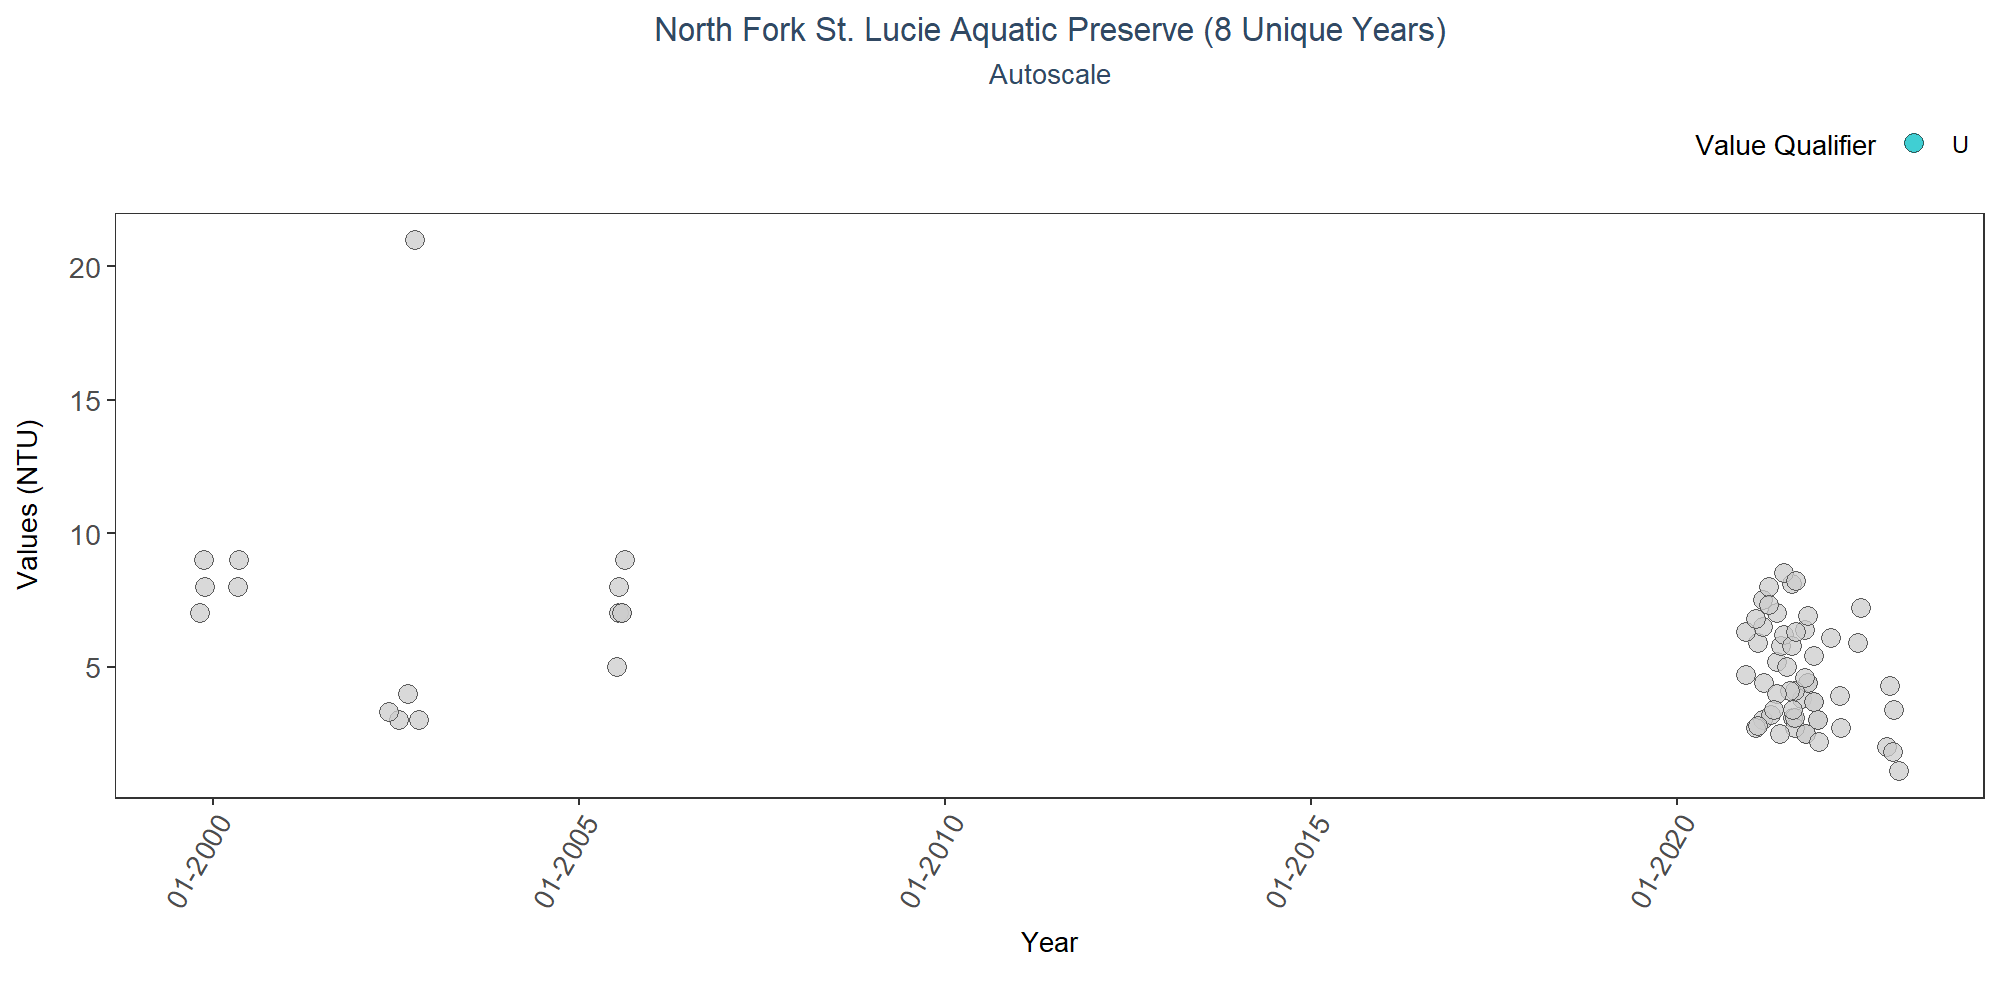 North Fork St. Lucie Aquatic Preserve (8 Unique Years)
Autoscale
Value Qualifier U
Values (NTU)
20
15
10
5
01-2000
01-2005
01-2010
01-2015
01-2020
Year